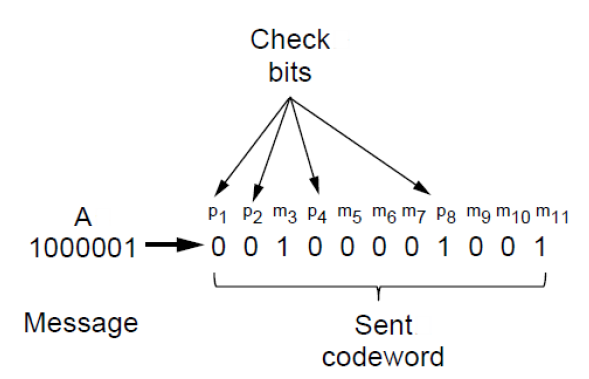 Check
bits
A
p1 p2 m3 p4 m5 m6 m7 p8 m9 m10 m11
1000001 0 0 1 0 0 0 0 1 0 0 1
Message
Sent
codeword